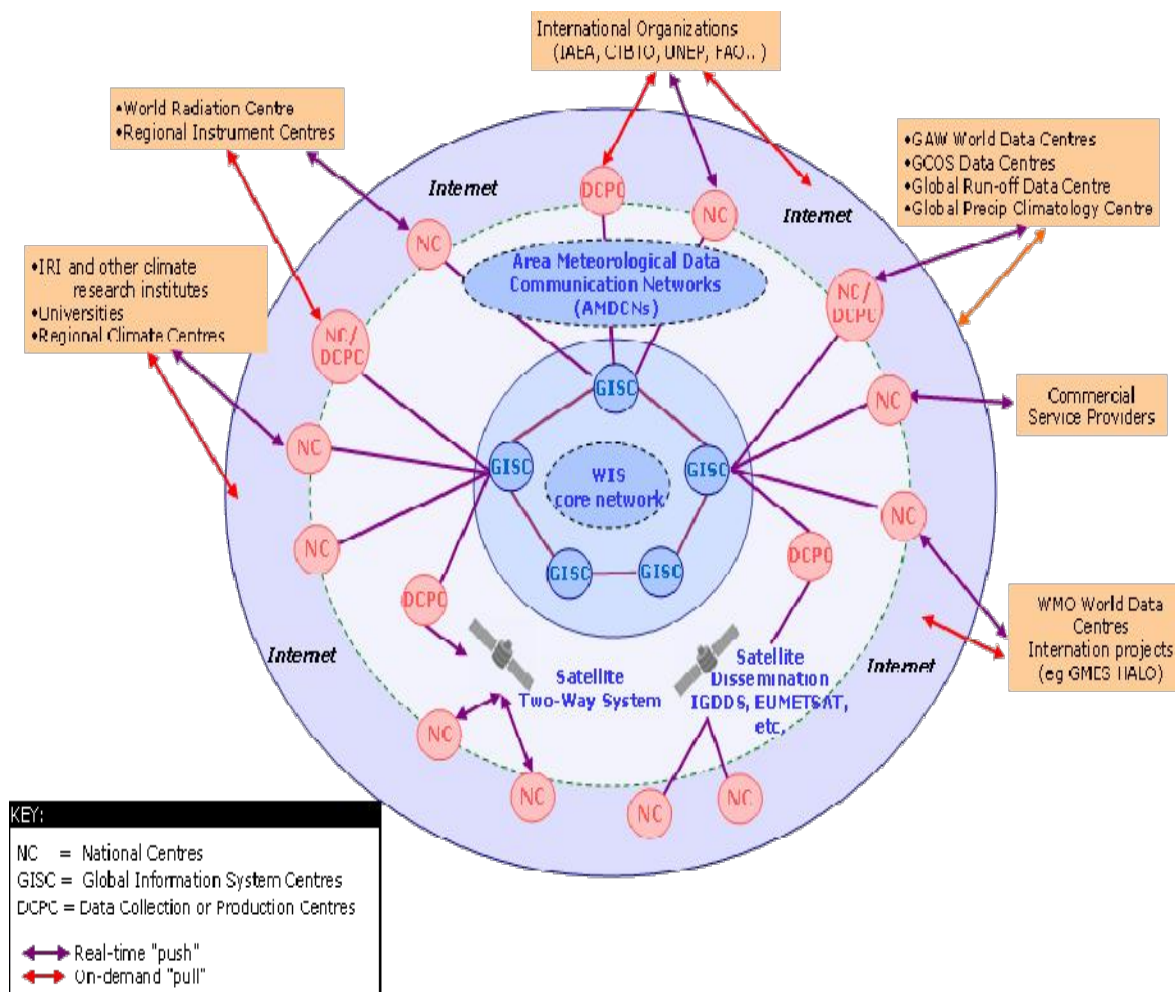 International Organizations
(IAEA, CTBTO, UNEP, FAO.. )
•World Radiation Centre
•Regional Instrument Centres
•GAW World Data Centres
•GCOS Data Centres
•Global Run-off Data Centre
•Global Precip Climatology Centre
Internet
Internet
DCPC
NC
NC
Area Meteorological Data
Communication Networks
(AMDCNs)
•IRI and other climate
research institutes
•Universities
•Regional Climate Centres
NC/
DCPC
NC/
DCPC
GISC
NC
Commercial
Service Providers
NC
GISC
GISC
WIS
core network
NC
NC
DCPC
GISC
GISC
DCPC
WMO World Data
Centres
Internation projects
(eg GMES HALO)
Internet
Internet
Satellite
Two-Way System
Satellite
Dissemination
IGDDS, EUMETSAT,
etc,
NC
NC
NC
NC
KEY:
NC = National Centres
GISC = Global Information System Centres
DCPC = Data Collection or Production Centres
Real-time "push"
On-demand "pull"